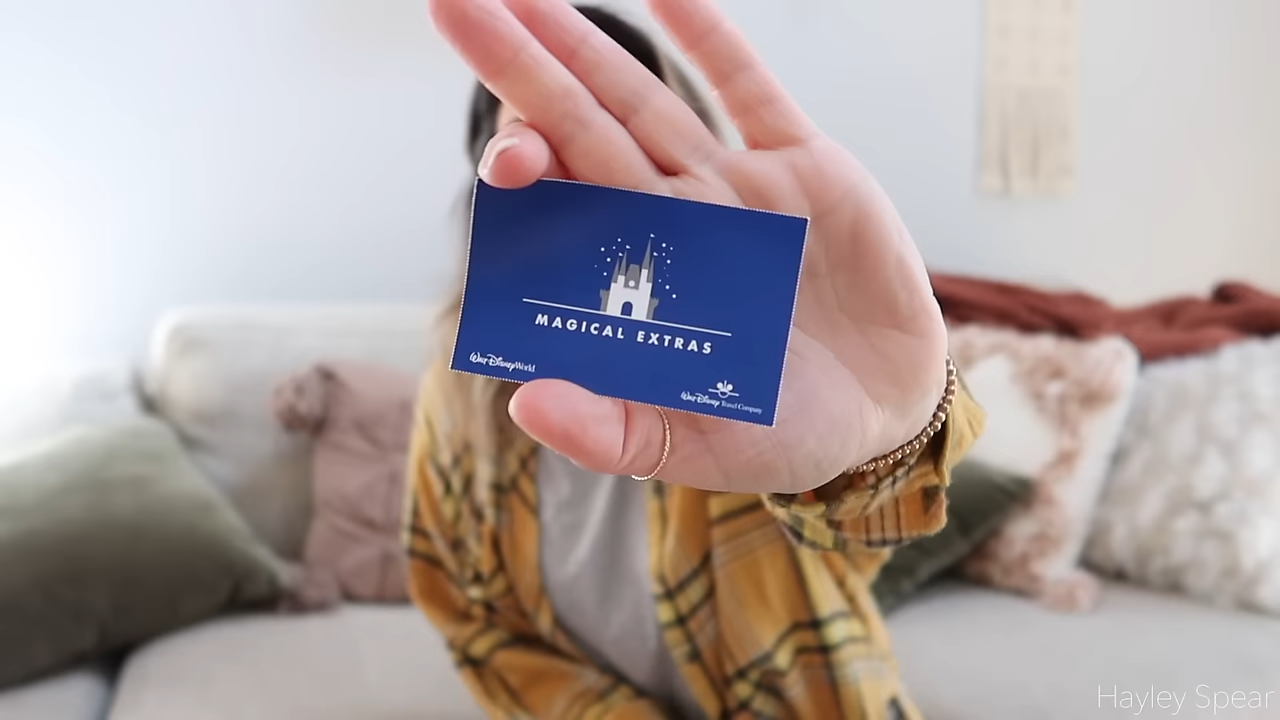 MAGICAL EXTRAS
Walt Disney World
Walt Disney Travel Company
Hayley Spear